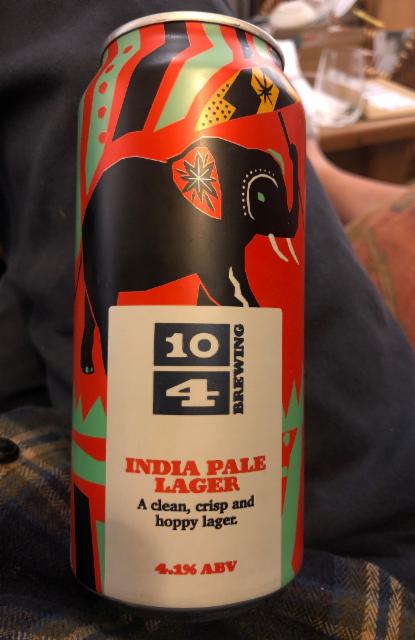 10
4
BREWING
INDIA PALE
LAGER
A clean, crisp and
hoppy lager.
4.1% ABV